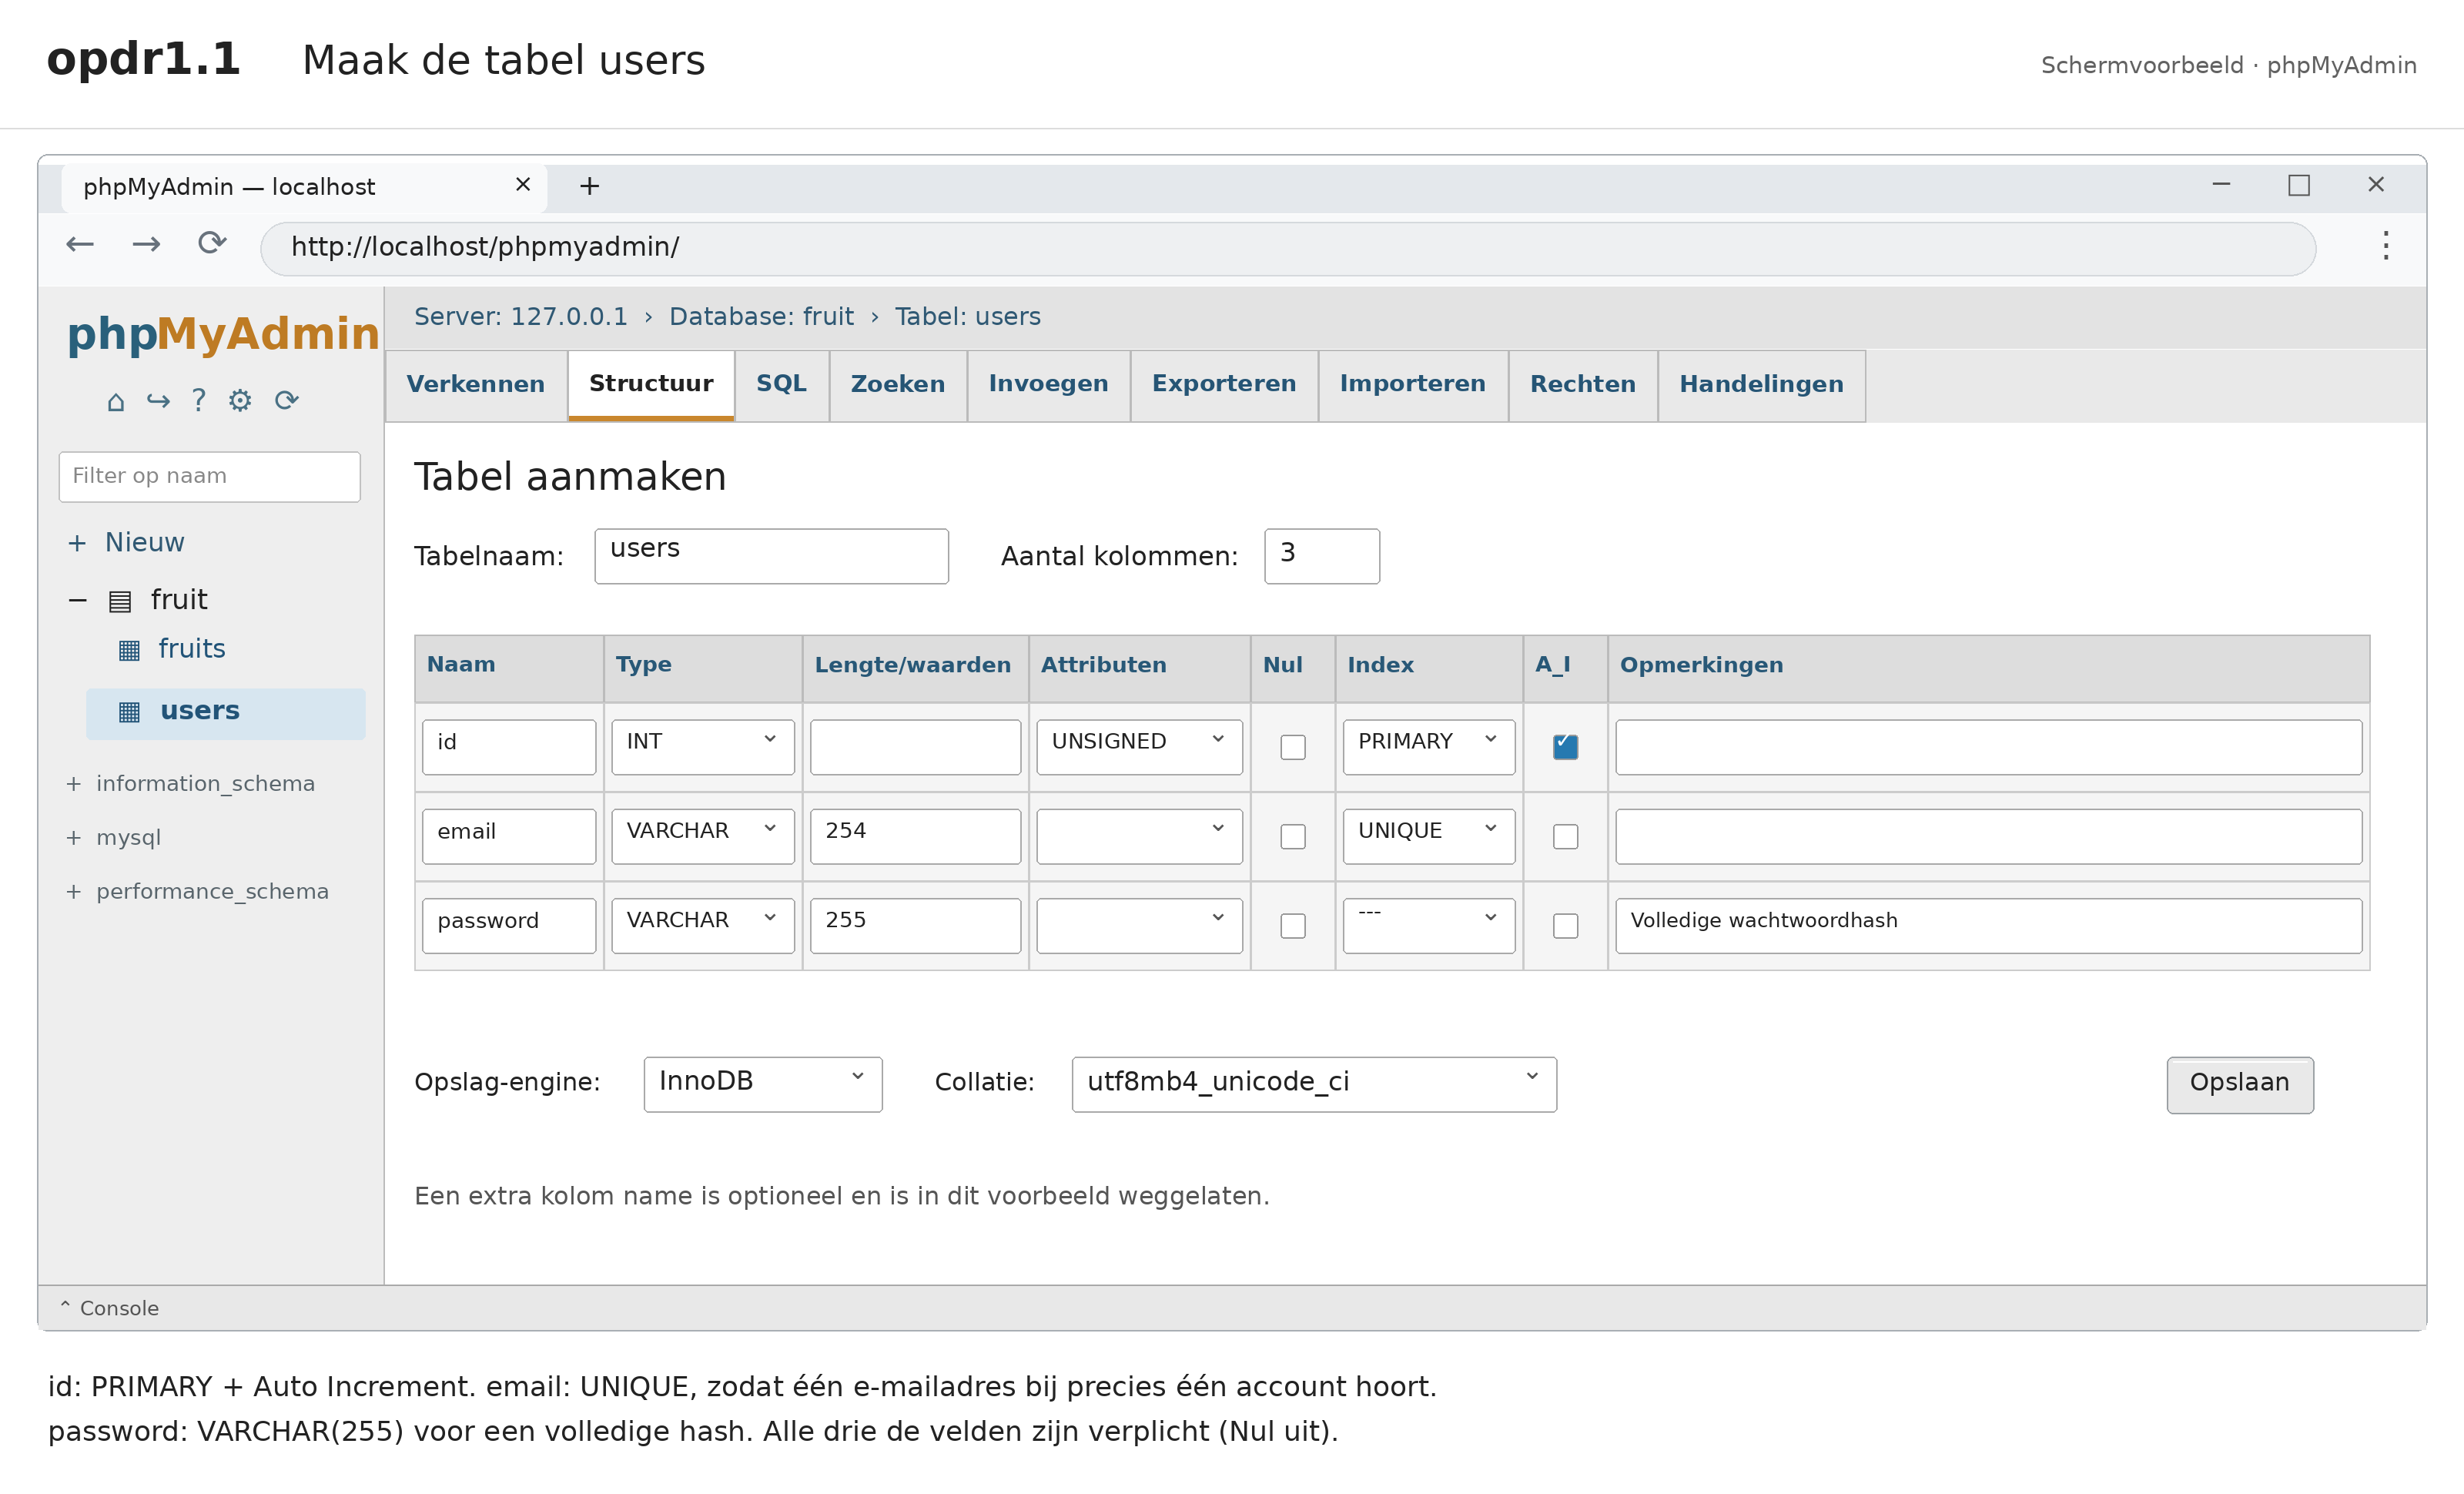 opdr1.1 Maak de tabel users Schermvoorbeeld · phpMyAdmin
phpMyAdmin — localhost × + − □ ×
← → ⟳ http://localhost/phpmyadmin/ ⋮
phpMyAdmin
⌂ ↪ ? ⚙ ⟳
Filter op naam
+ Nieuw
− ▤ fruit
▦ fruits
▦ users
+ information_schema
+ mysql
+ performance_schema
Server: 127.0.0.1 › Database: fruit › Tabel: users
Verkennen Structuur SQL Zoeken Invoegen Exporteren Importeren Rechten Handelingen
Tabel aanmaken
Tabelnaam: users Aantal kolommen: 3
Naam Type Lengte/waarden Attributen Nul Index A_I Opmerkingen
id INT UNSIGNED PRIMARY ✓
email VARCHAR 254 UNIQUE
password VARCHAR 255 --- Volledige wachtwoordhash
Opslag-engine: InnoDB Collatie: utf8mb4_unicode_ci Opslaan
Een extra kolom name is optioneel en is in dit voorbeeld weggelaten.
⌃ Console
id: PRIMARY + Auto Increment. email: UNIQUE, zodat één e-mailadres bij precies één account hoort.
password: VARCHAR(255) voor een volledige hash. Alle drie de velden zijn verplicht (Nul uit).